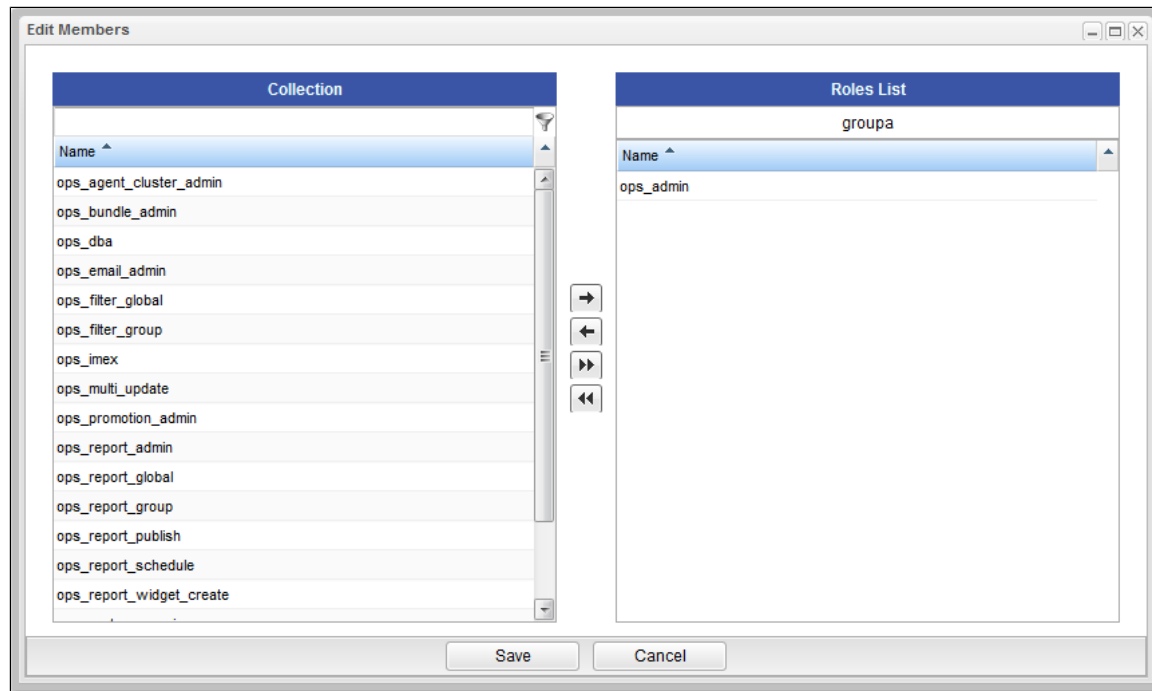 Edit Members
Collection
Name
ops_agent_cluster_admin
ops_bundle_admin
ops_dba
ops_email_admin
ops_filter_global
ops_filter_group
ops_imex
ops_multi_update
ops_promotion_admin
ops_report_admin
ops_report_global
ops_report_group
ops_report_publish
ops_report_schedule
ops_report_widget_create
Roles List
groupa
Name
ops_admin
Save
Cancel